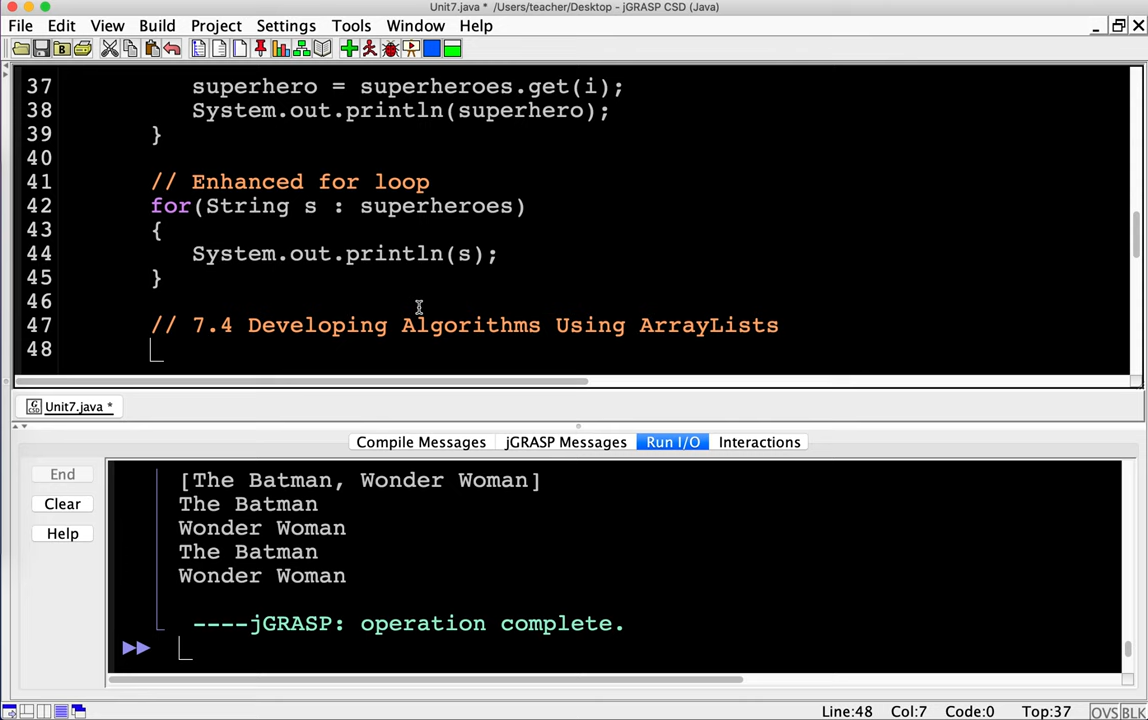 Unit7.java * /Users/teacher/Desktop - jGRASP CSD (Java)
File Edit View Build Project Settings Tools Window Help
37 superhero = superheroes.get(i);
38 System.out.println(superhero);
39 }
40
41 // Enhanced for loop
42 for(String s : superheroes)
43 {
44 System.out.println(s);
45 }
46
47 // 7.4 Developing Algorithms Using ArrayLists
48
Unit7.java *
Compile Messages jGRASP Messages Run I/O Interactions
End
Clear
Help
[The Batman, Wonder Woman]
The Batman
Wonder Woman
The Batman
Wonder Woman
----jGRASP: operation complete.
Line:48 Col:7 Code:0 Top:37 OVS BLK